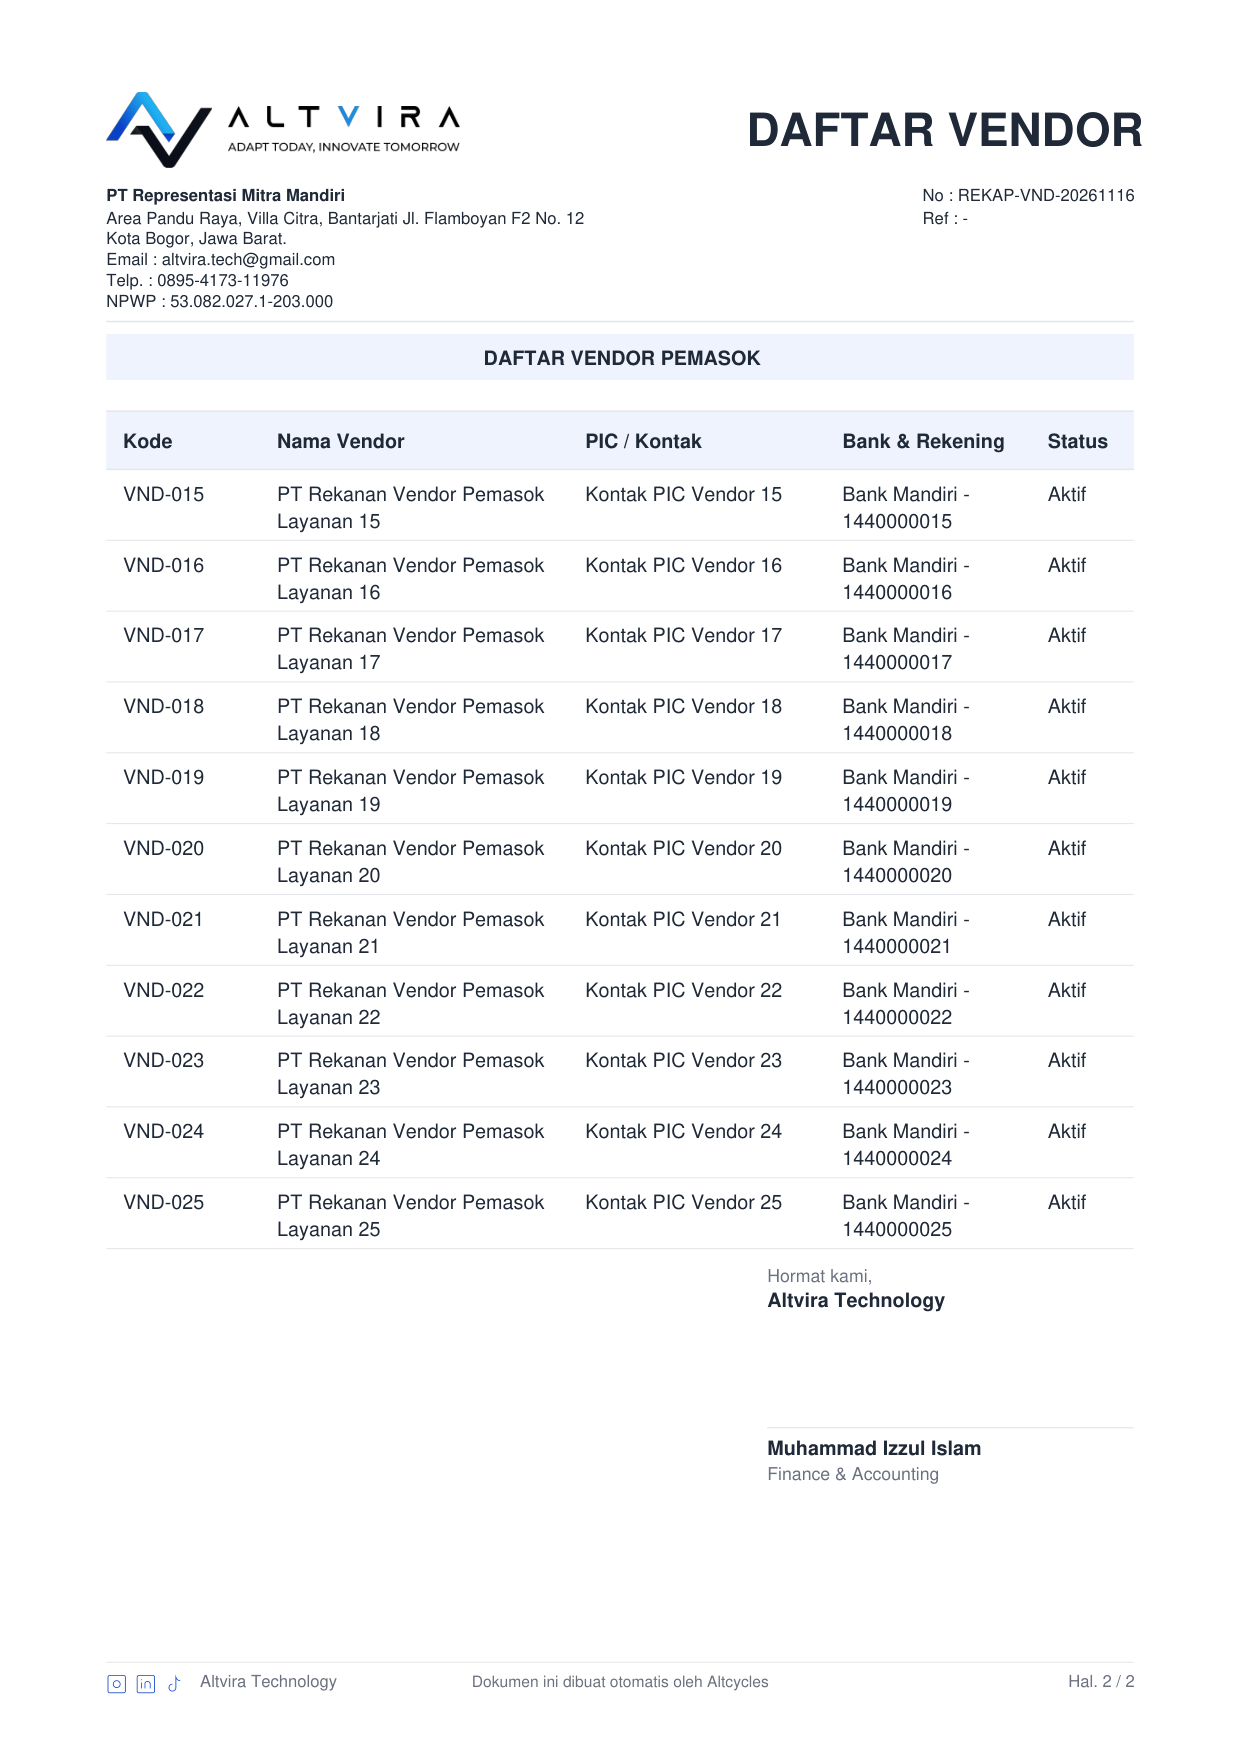 ALTVIRA
ADAPT TODAY, INNOVATE TOMORROW
DAFTAR VENDOR
PT Representasi Mitra Mandiri
Area Pandu Raya, Villa Citra, Bantarjati Jl. Flamboyan F2 No. 12
Kota Bogor, Jawa Barat.
Email : altvira.tech@gmail.com
Telp. : 0895-4173-11976
NPWP : 53.082.027.1-203.000
No : REKAP-VND-20261116
Ref : -
DAFTAR VENDOR PEMASOK
Kode Nama Vendor PIC / Kontak Bank & Rekening Status
VND-015 PT Rekanan Vendor Pemasok Kontak PIC Vendor 15 Bank Mandiri - Aktif
Layanan 15 1440000015
VND-016 PT Rekanan Vendor Pemasok Kontak PIC Vendor 16 Bank Mandiri - Aktif
Layanan 16 1440000016
VND-017 PT Rekanan Vendor Pemasok Kontak PIC Vendor 17 Bank Mandiri - Aktif
Layanan 17 1440000017
VND-018 PT Rekanan Vendor Pemasok Kontak PIC Vendor 18 Bank Mandiri - Aktif
Layanan 18 1440000018
VND-019 PT Rekanan Vendor Pemasok Kontak PIC Vendor 19 Bank Mandiri - Aktif
Layanan 19 1440000019
VND-020 PT Rekanan Vendor Pemasok Kontak PIC Vendor 20 Bank Mandiri - Aktif
Layanan 20 1440000020
VND-021 PT Rekanan Vendor Pemasok Kontak PIC Vendor 21 Bank Mandiri - Aktif
Layanan 21 1440000021
VND-022 PT Rekanan Vendor Pemasok Kontak PIC Vendor 22 Bank Mandiri - Aktif
Layanan 22 1440000022
VND-023 PT Rekanan Vendor Pemasok Kontak PIC Vendor 23 Bank Mandiri - Aktif
Layanan 23 1440000023
VND-024 PT Rekanan Vendor Pemasok Kontak PIC Vendor 24 Bank Mandiri - Aktif
Layanan 24 1440000024
VND-025 PT Rekanan Vendor Pemasok Kontak PIC Vendor 25 Bank Mandiri - Aktif
Layanan 25 1440000025
Hormat kami,
Altvira Technology
Muhammad Izzul Islam
Finance & Accounting
Altvira Technology Dokumen ini dibuat otomatis oleh Altcycles Hal. 2 / 2